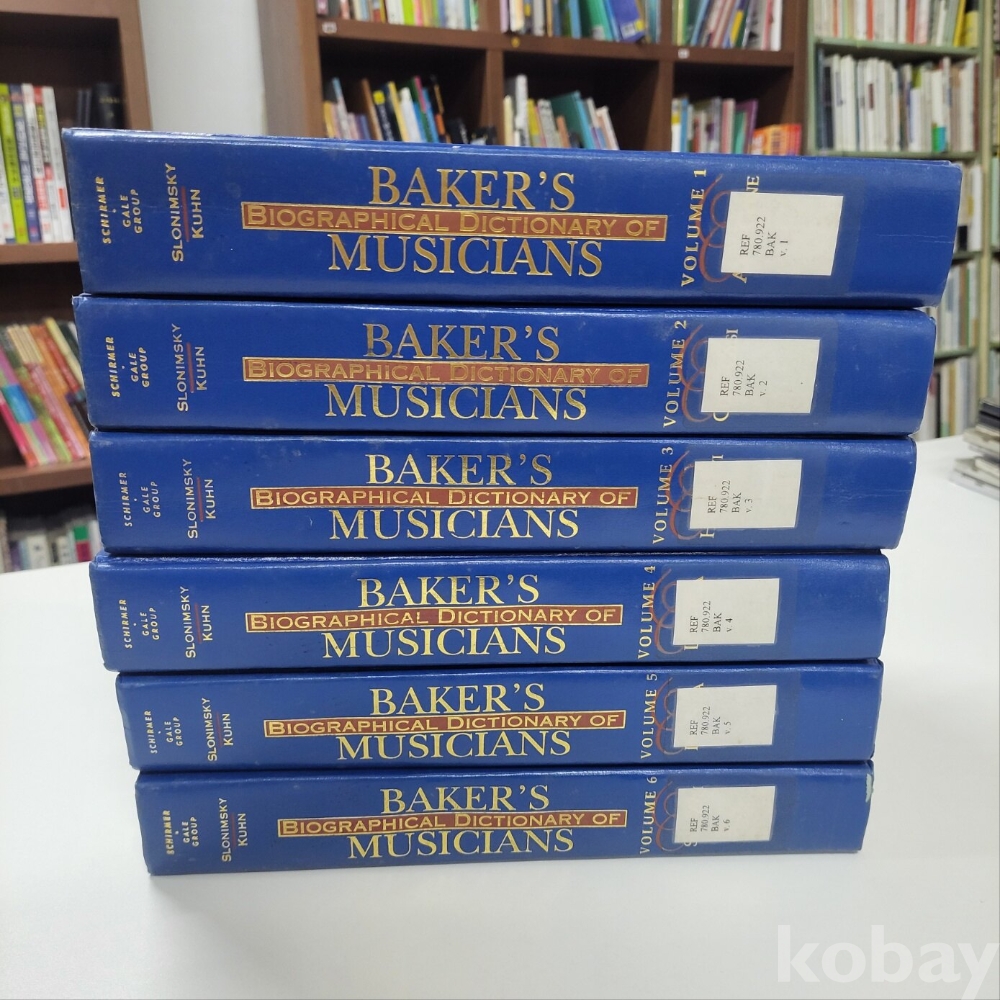 SCHIRMER
GALE
GROUP
SLONIMSKY
KUHN
BAKER'S
BIOGRAPHICAL DICTIONARY OF
MUSICIANS
VOLUME 1
REF
780.922
BAK
v. 1
SCHIRMER
GALE
GROUP
SLONIMSKY
KUHN
BAKER'S
BIOGRAPHICAL DICTIONARY OF
MUSICIANS
VOLUME 2
REF
780.922
BAK
v. 2
SCHIRMER
GALE
GROUP
SLONIMSKY
KUHN
BAKER'S
BIOGRAPHICAL DICTIONARY OF
MUSICIANS
VOLUME 3
REF
780.922
BAK
v. 3
SCHIRMER
GALE
GROUP
SLONIMSKY
KUHN
BAKER'S
BIOGRAPHICAL DICTIONARY OF
MUSICIANS
VOLUME 4
REF
780.922
BAK
v. 4
SCHIRMER
GALE
GROUP
SLONIMSKY
KUHN
BAKER'S
BIOGRAPHICAL DICTIONARY OF
MUSICIANS
VOLUME 5
REF
780.922
BAK
v. 5
SCHIRMER
GALE
GROUP
SLONIMSKY
KUHN
BAKER'S
BIOGRAPHICAL DICTIONARY OF
MUSICIANS
VOLUME 6
REF
780.922
BAK
v. 6
kobay